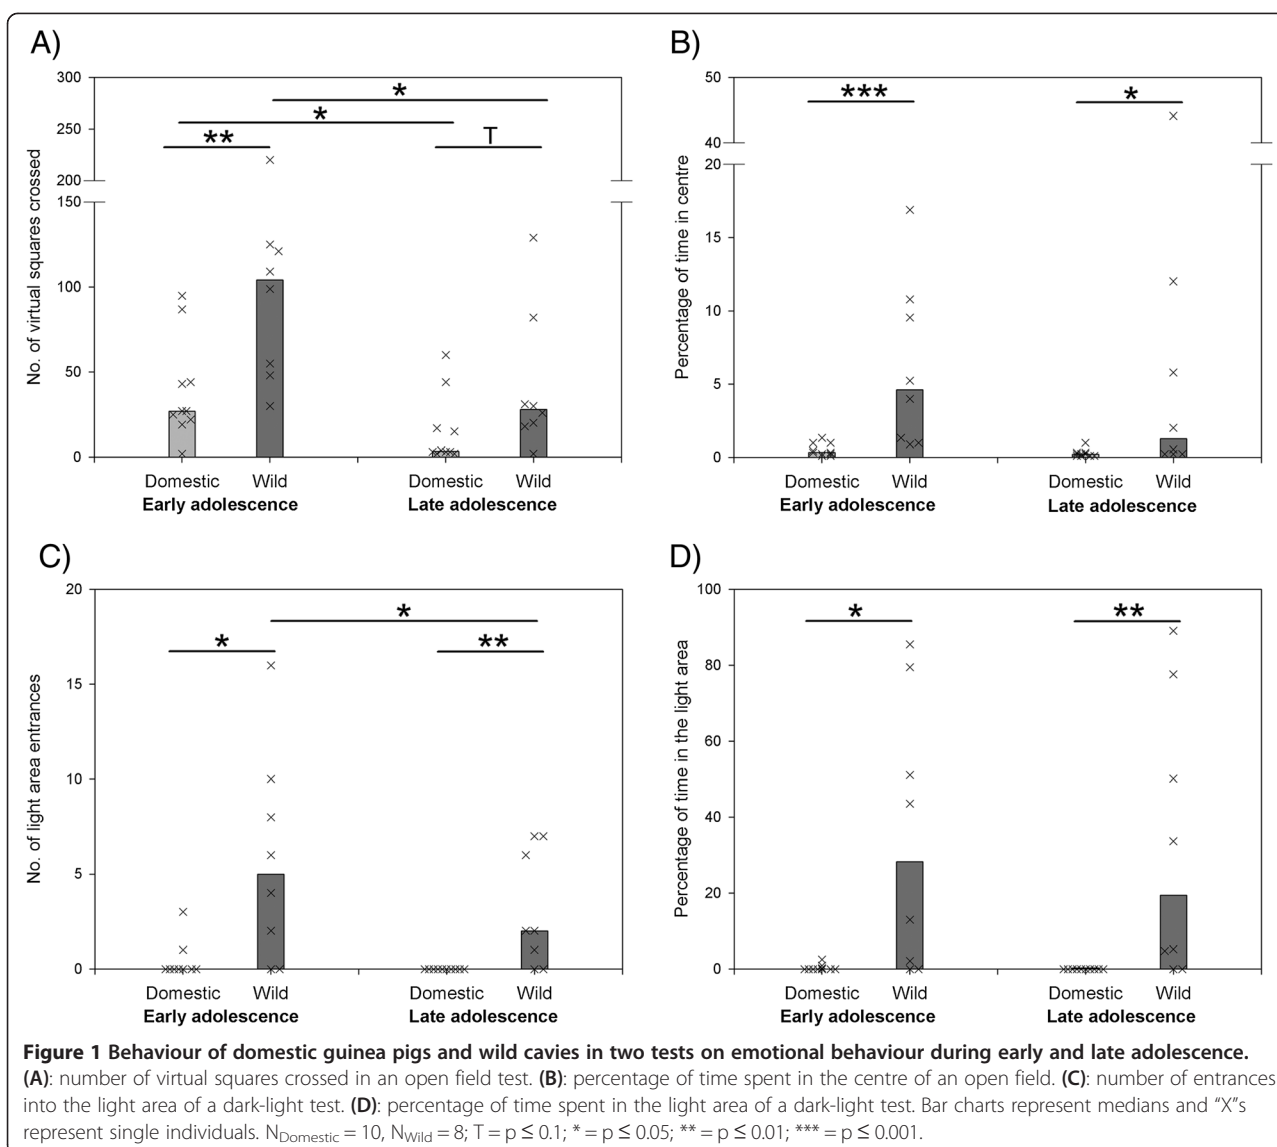 A)
300
250
200
150
100
50
0
No. of virtual squares crossed
*
*
**
T
Domestic Wild Domestic Wild
Early adolescence Late adolescence
B)
50
40
20
15
10
5
0
Percentage of time in centre
***
*
Domestic Wild Domestic Wild
Early adolescence Late adolescence
C)
20
15
10
5
0
No. of light area entrances
*
*
**
Domestic Wild Domestic Wild
Early adolescence Late adolescence
D)
100
80
60
40
20
0
Percentage of time in the light area
*
**
Domestic Wild Domestic Wild
Early adolescence Late adolescence
Figure 1 Behaviour of domestic guinea pigs and wild cavies in two tests on emotional behaviour during early and late adolescence.
(A): number of virtual squares crossed in an open field test. (B): percentage of time spent in the centre of an open field. (C): number of entrances
into the light area of a dark-light test. (D): percentage of time spent in the light area of a dark-light test. Bar charts represent medians and “X”s
represent single individuals. NDomestic = 10, NWild = 8; T = p ≤ 0.1; * = p ≤ 0.05; ** = p ≤ 0.01; *** = p ≤ 0.001.